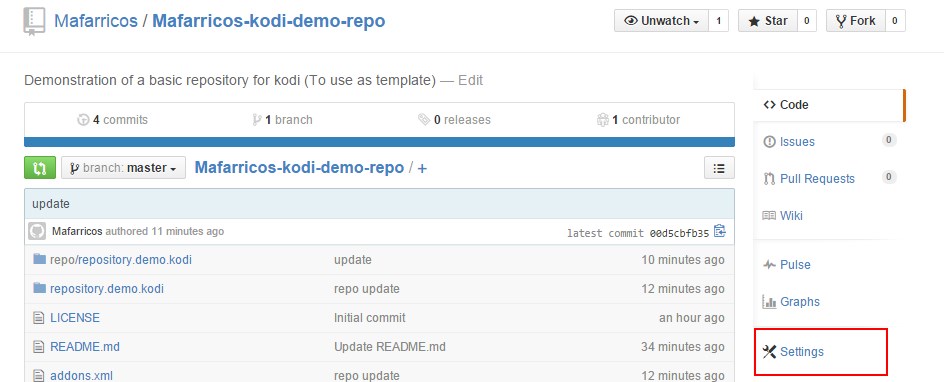 Mafarricos / Mafarricos-kodi-demo-repo
Unwatch 1 Star 0 Fork 0
Demonstration of a basic repository for kodi (To use as template) — Edit
4 commits 1 branch 0 releases 1 contributor
branch: master Mafarricos-kodi-demo-repo / +
update
Mafarricos authored 11 minutes ago latest commit 00d5cbfb35
repo/repository.demo.kodi update 10 minutes ago
repository.demo.kodi repo update 12 minutes ago
LICENSE Initial commit an hour ago
README.md Update README.md 34 minutes ago
addons.xml repo update 12 minutes ago
Code
Issues 0
Pull Requests 0
Wiki
Pulse
Graphs
Settings